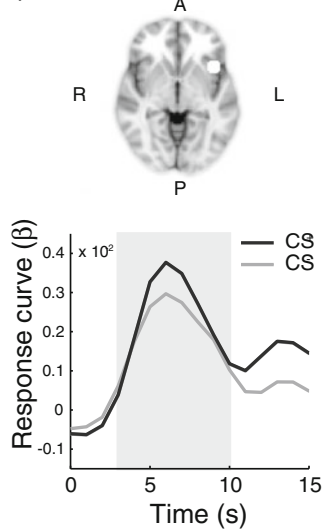 A
R L
P
x 10²
CS
CS
Response curve (β)
0.4
0.3
0.2
0.1
0
-0.1
0 5 10 15
Time (s)